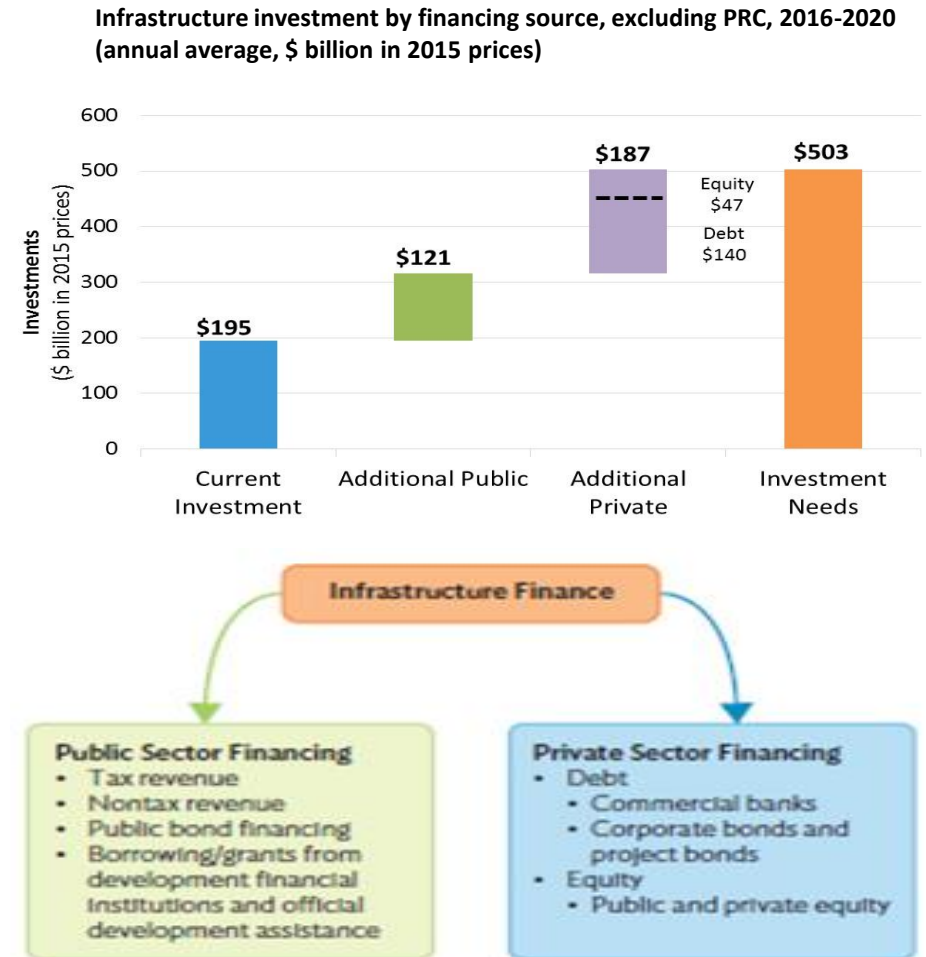 Infrastructure investment by financing source, excluding PRC, 2016-2020
(annual average, $ billion in 2015 prices)
Investments
($ billion in 2015 prices)
600
500
400
300
200
100
0
$195
$121
$187
Equity
$47
Debt
$140
$503
Current
Investment
Additional Public
Additional
Private
Investment
Needs
Infrastructure Finance
Public Sector Financing
• Tax revenue
• Nontax revenue
• Public bond financing
• Borrowing/grants from
development financial
institutions and official
development assistance
Private Sector Financing
• Debt
• Commercial banks
• Corporate bonds and
project bonds
• Equity
• Public and private equity